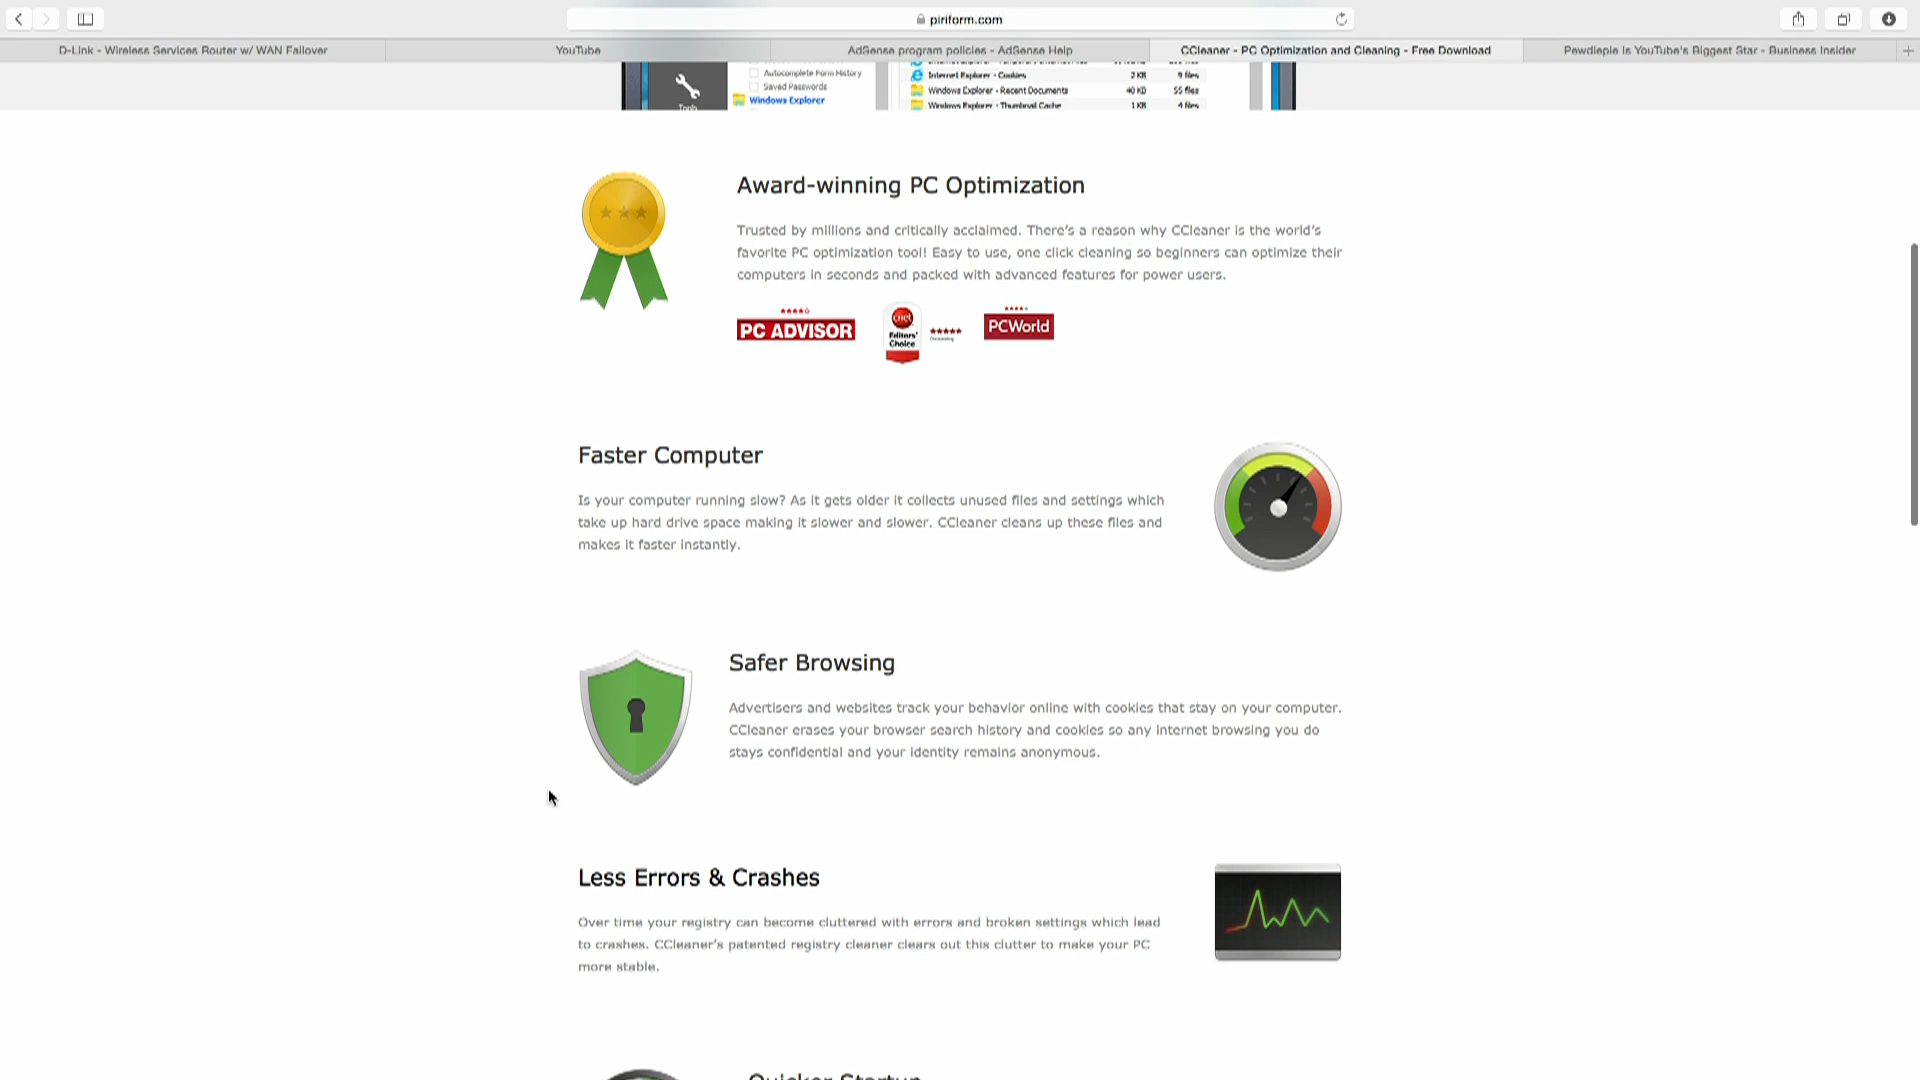 piriform.com
D-Link - Wireless Services Router w/ WAN Failover
YouTube
AdSense program policies - AdSense Help
CCleaner - PC Optimization and Cleaning - Free Download
Pewdiepie Is YouTube's Biggest Star - Business Insider
Autocomplete Form History
Saved Passwords
Windows Explorer
Tools
Internet Explorer - Cookies 2 KB 9 files
Windows Explorer - Recent Documents 40 KB 55 files
Windows Explorer - Thumbnail Cache 1 KB 4 files
Award-winning PC Optimization
Trusted by millions and critically acclaimed. There's a reason why CCleaner is the world's
favorite PC optimization tool! Easy to use, one click cleaning so beginners can optimize their
computers in seconds and packed with advanced features for power users.
PC ADVISOR
cnet
Editors'
Choice
Outstanding
PCWorld
Faster Computer
Is your computer running slow? As it gets older it collects unused files and settings which
take up hard drive space making it slower and slower. CCleaner cleans up these files and
makes it faster instantly.
Safer Browsing
Advertisers and websites track your behavior online with cookies that stay on your computer.
CCleaner erases your browser search history and cookies so any internet browsing you do
stays confidential and your identity remains anonymous.
Less Errors & Crashes
Over time your registry can become cluttered with errors and broken settings which lead
to crashes. CCleaner's patented registry cleaner clears out this clutter to make your PC
more stable.
Quicker Startup